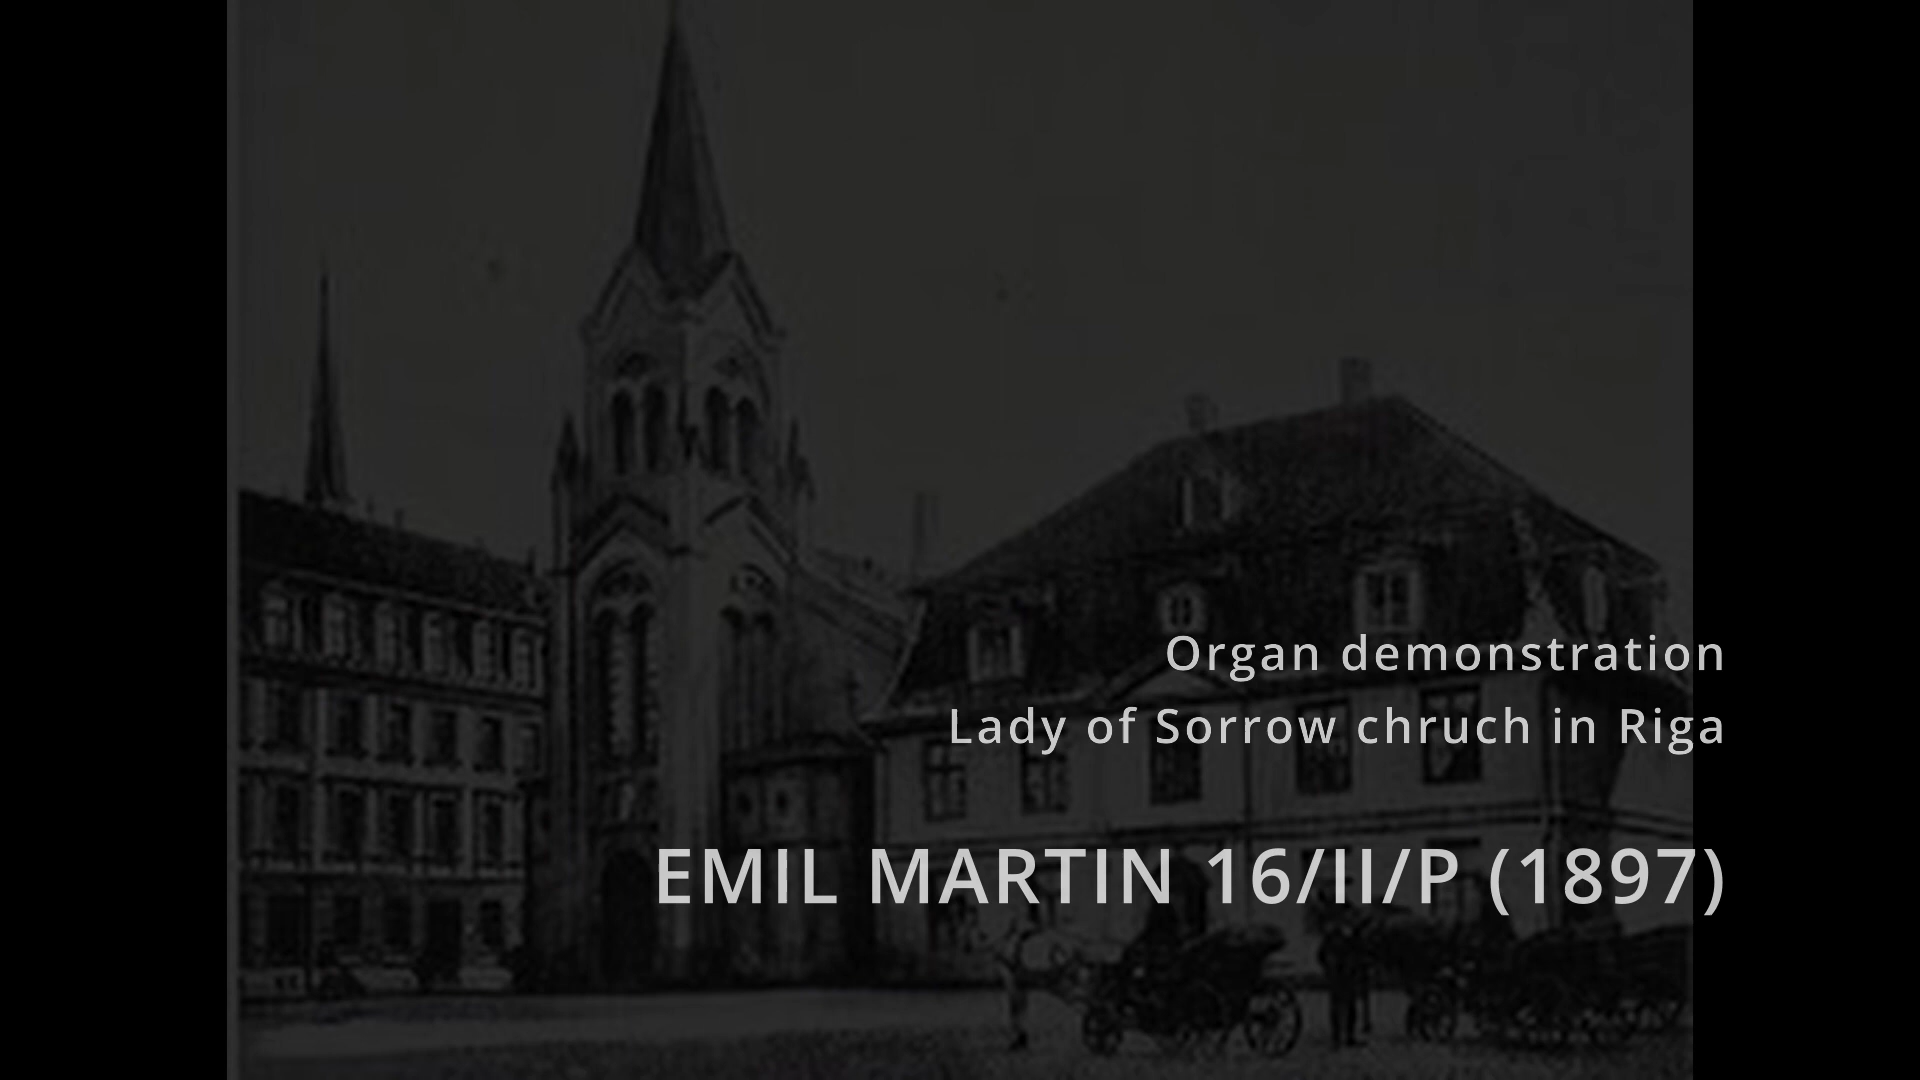 Organ demonstration
Lady of Sorrow chruch in Riga
EMIL MARTIN 16/II/P (1897)